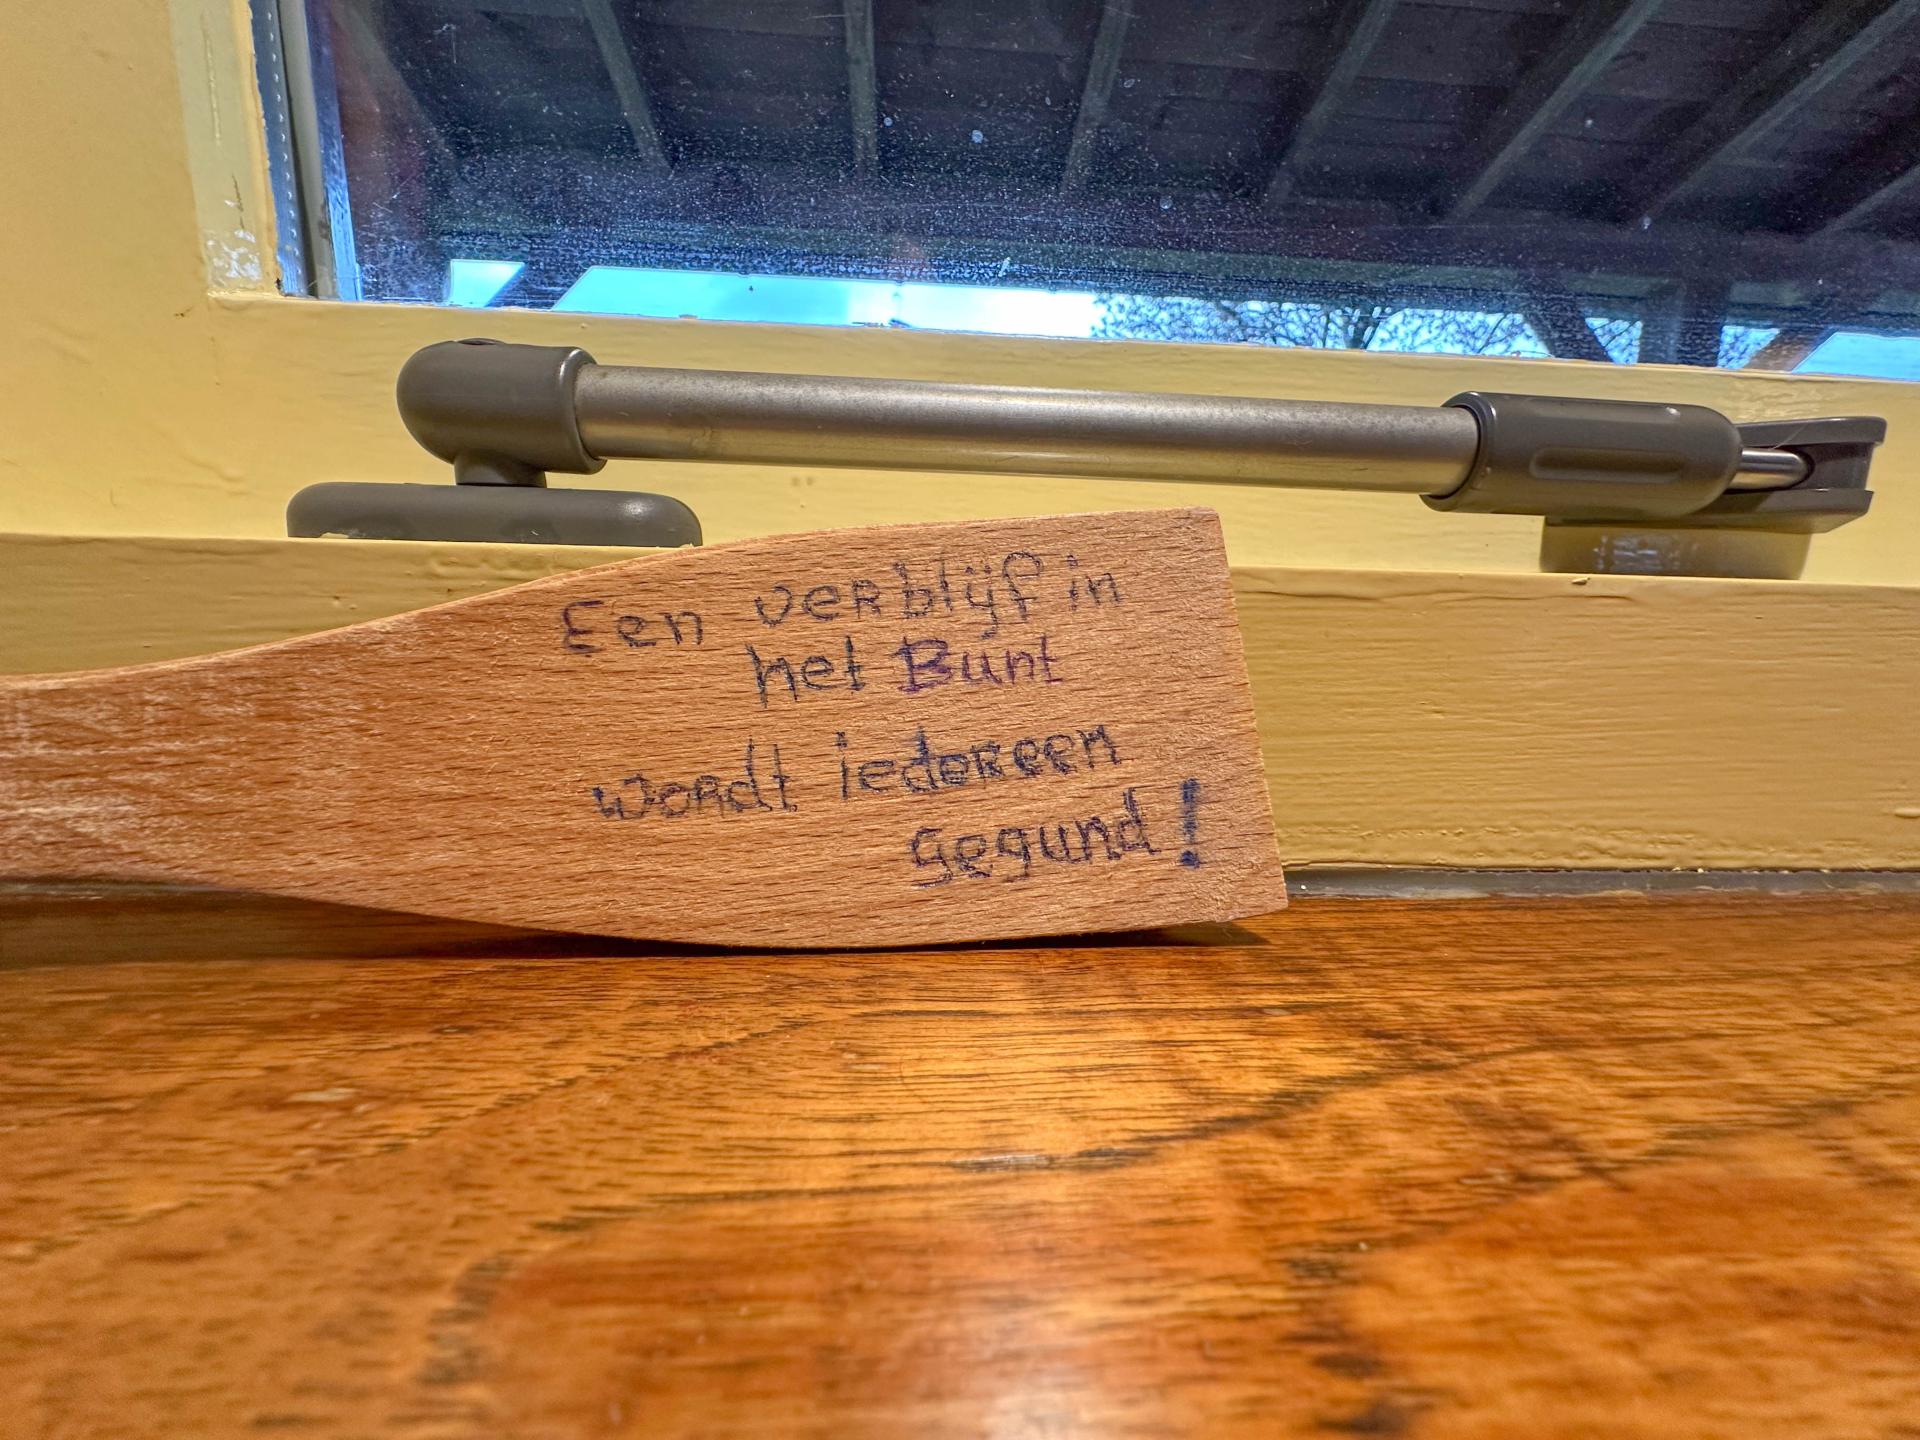 Een verblijf in
het Bunt
wordt iedereen
gegund!